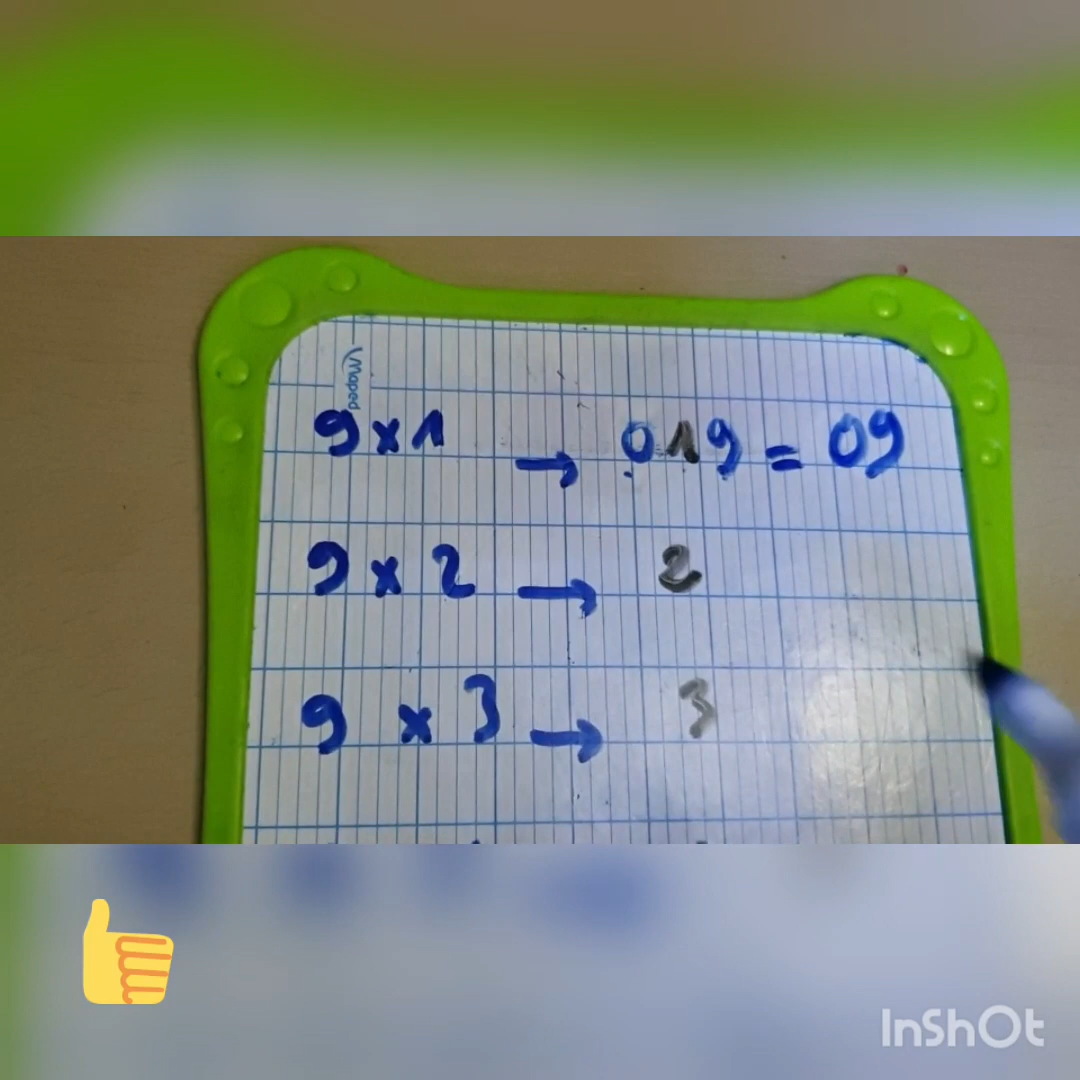 Maped
9 x 1 → 0 1 9 = 09
9 x 2 → 2
9 x 3 → 3
InShOt